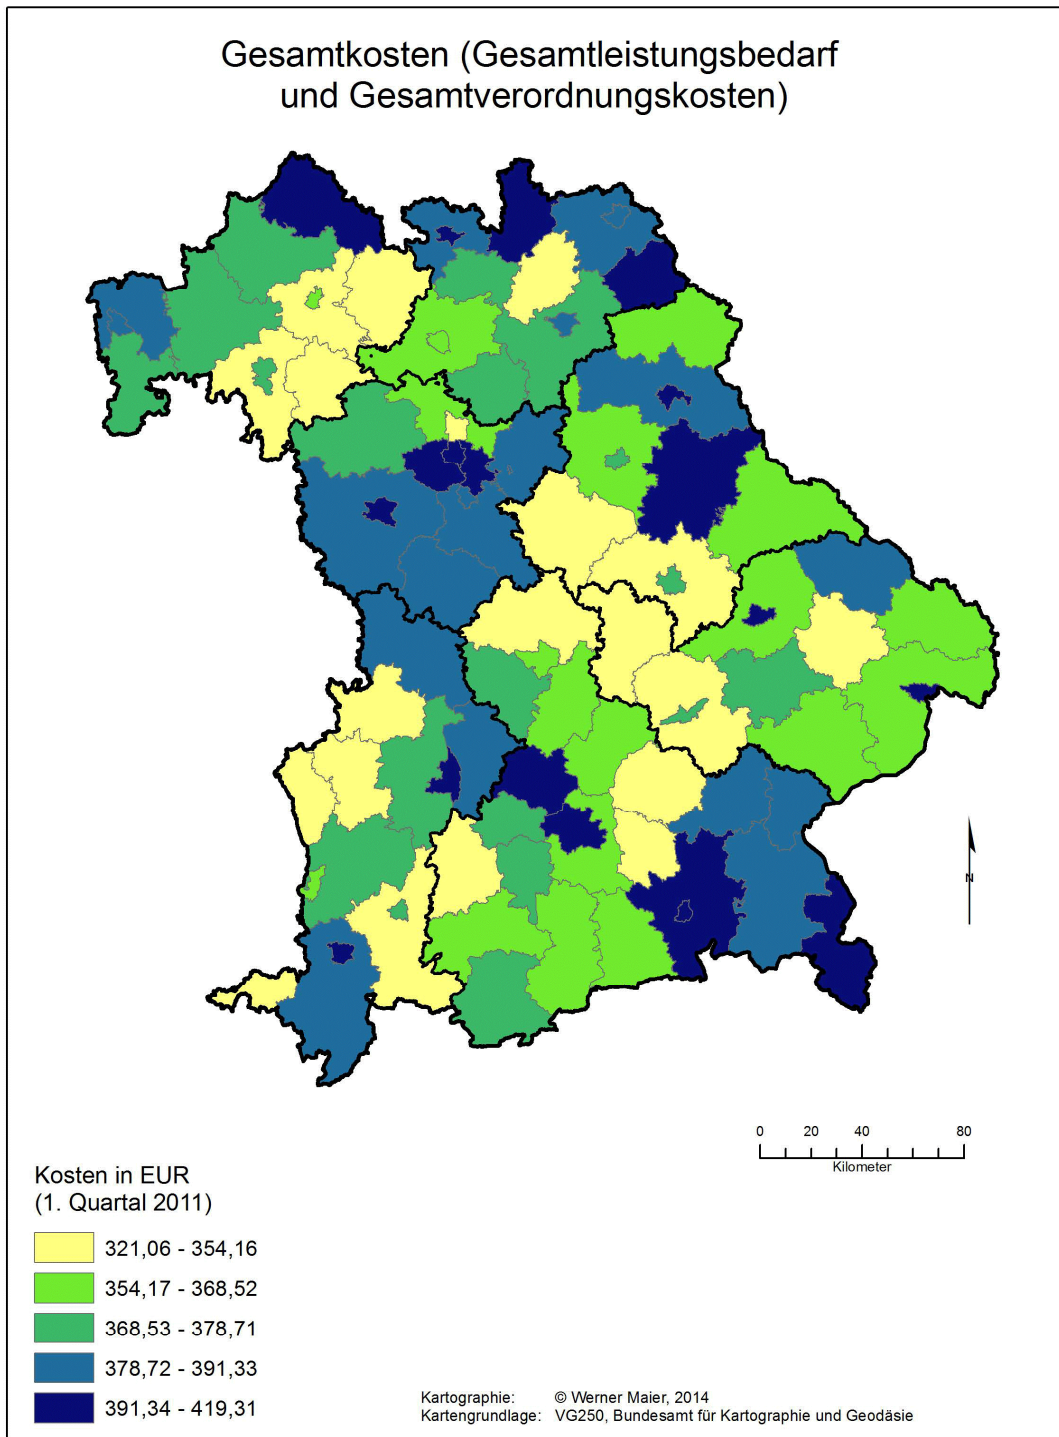 Gesamtkosten (Gesamtleistungsbedarf
und Gesamtverordnungskosten)
N
0 20 40 80
Kilometer
Kosten in EUR
(1. Quartal 2011)
321,06 - 354,16
354,17 - 368,52
368,53 - 378,71
378,72 - 391,33
391,34 - 419,31
Kartographie: © Werner Maier, 2014
Kartengrundlage: VG250, Bundesamt für Kartographie und Geodäsie